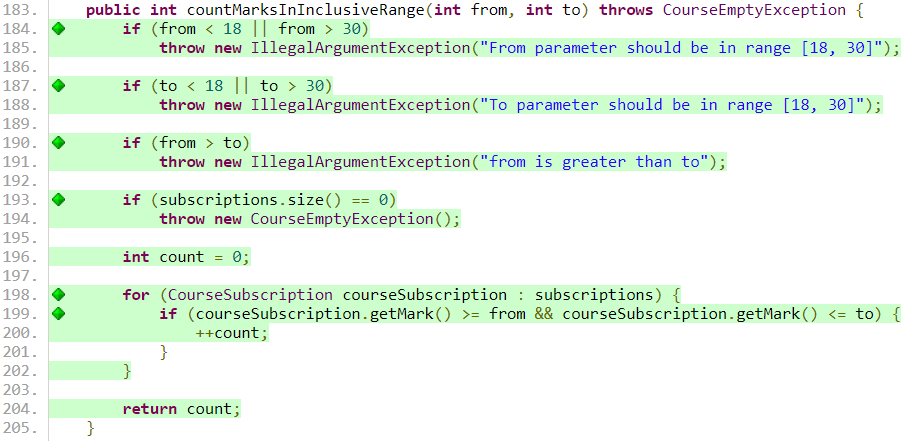 183. public int countMarksInInclusiveRange(int from, int to) throws CourseEmptyException {
184. if (from < 18 || from > 30)
185. throw new IllegalArgumentException("From parameter should be in range [18, 30]");
186.
187. if (to < 18 || to > 30)
188. throw new IllegalArgumentException("To parameter should be in range [18, 30]");
189.
190. if (from > to)
191. throw new IllegalArgumentException("from is greater than to");
192.
193. if (subscriptions.size() == 0)
194. throw new CourseEmptyException();
195.
196. int count = 0;
197.
198. for (CourseSubscription courseSubscription : subscriptions) {
199. if (courseSubscription.getMark() >= from && courseSubscription.getMark() <= to) {
200. ++count;
201. }
202. }
203.
204. return count;
205. }